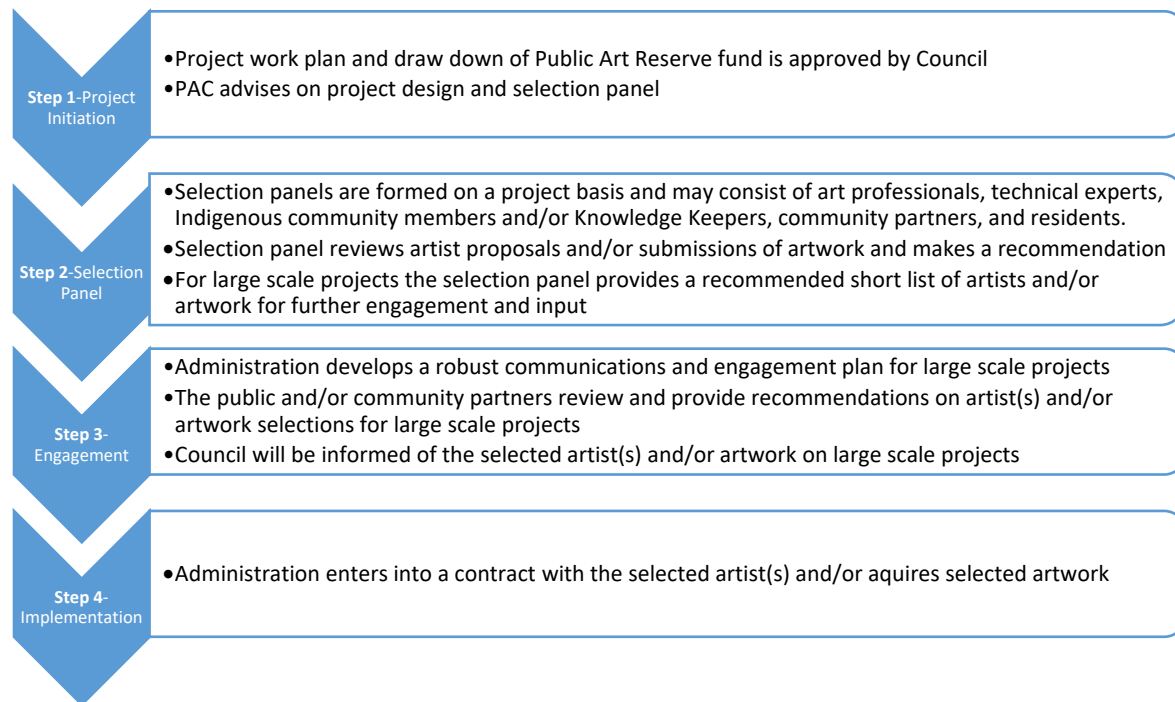 Step 1-Project
Initiation
•Project work plan and draw down of Public Art Reserve fund is approved by Council
•PAC advises on project design and selection panel
Step 2-Selection
Panel
•Selection panels are formed on a project basis and may consist of art professionals, technical experts,
Indigenous community members and/or Knowledge Keepers, community partners, and residents.
•Selection panel reviews artist proposals and/or submissions of artwork and makes a recommendation
•For large scale projects the selection panel provides a recommended short list of artists and/or
artwork for further engagement and input
Step 3-
Engagement
•Administration develops a robust communications and engagement plan for large scale projects
•The public and/or community partners review and provide recommendations on artist(s) and/or
artwork selections for large scale projects
•Council will be informed of the selected artist(s) and/or artwork on large scale projects
Step 4-
Implementation
•Administration enters into a contract with the selected artist(s) and/or aquires selected artwork